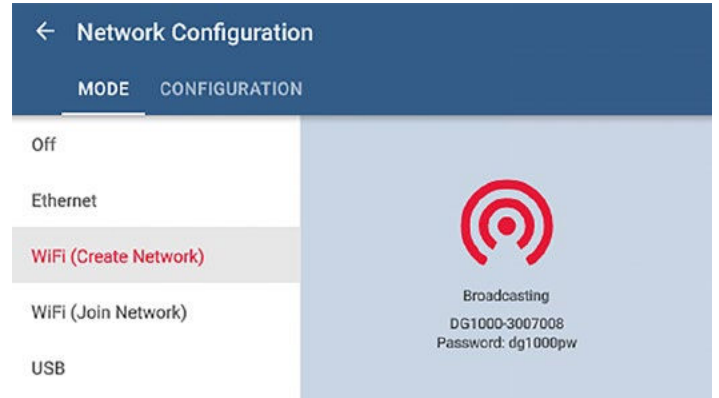 Network Configuration
MODE CONFIGURATION
Off
Ethernet
WiFi (Create Network)
WiFi (Join Network)
USB
Broadcasting
DG1000-3007008
Password: dg1000pw